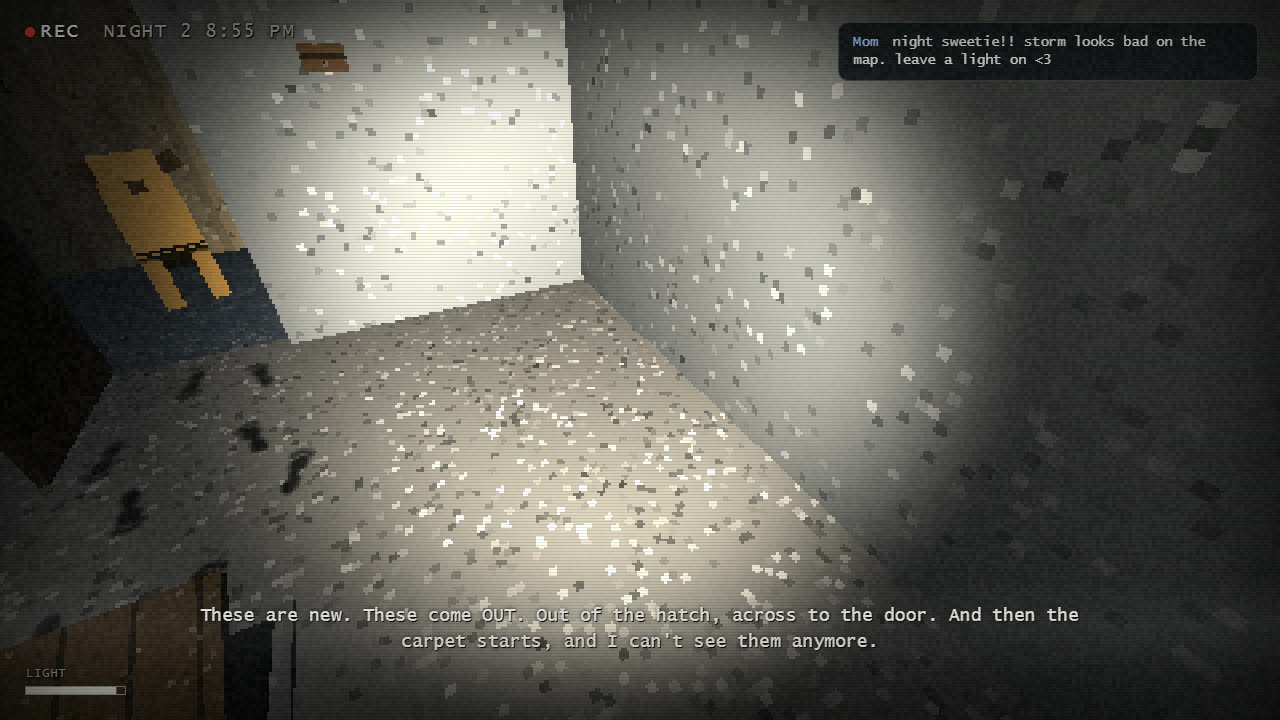 REC NIGHT 2 8:55 PM
Mom night sweetie!! storm looks bad on the
map. leave a light on <3
These are new. These come OUT. Out of the hatch, across to the door. And then the
carpet starts, and I can't see them anymore.
LIGHT